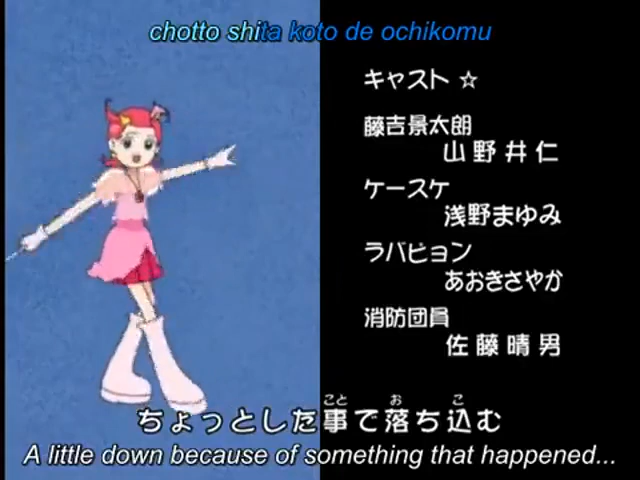 chotto shita koto de ochikomu
キャスト ☆
藤吉景太朗
山野井仁
ケースケ
浅野まゆみ
ラバピョン
あおきさやか
消防団員
佐藤晴男
こと お こ
ちょっとした事で落ち込む
A little down because of something that happened...